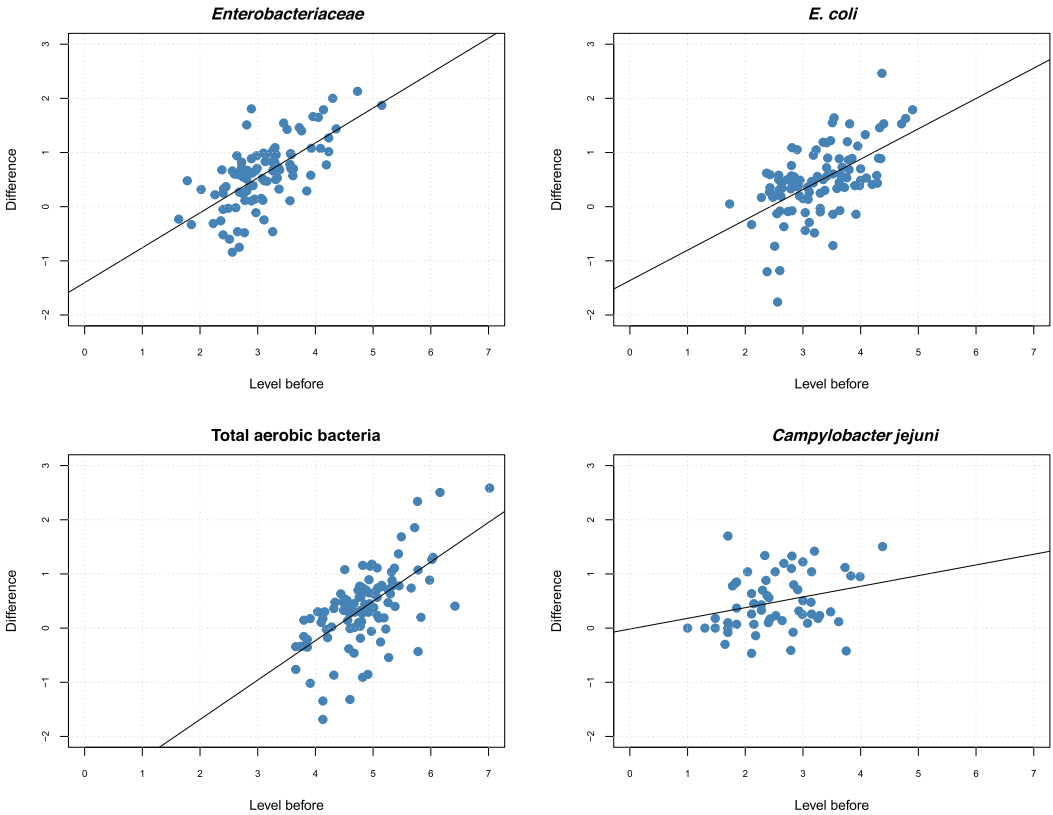 Enterobacteriaceae
3
2
1
0
−1
−2
Difference
0 1 2 3 4 5 6 7
Level before
E. coli
3
2
1
0
−1
−2
Difference
0 1 2 3 4 5 6 7
Level before
Total aerobic bacteria
3
2
1
0
−1
−2
Difference
0 1 2 3 4 5 6 7
Level before
Campylobacter jejuni
3
2
1
0
−1
−2
Difference
0 1 2 3 4 5 6 7
Level before